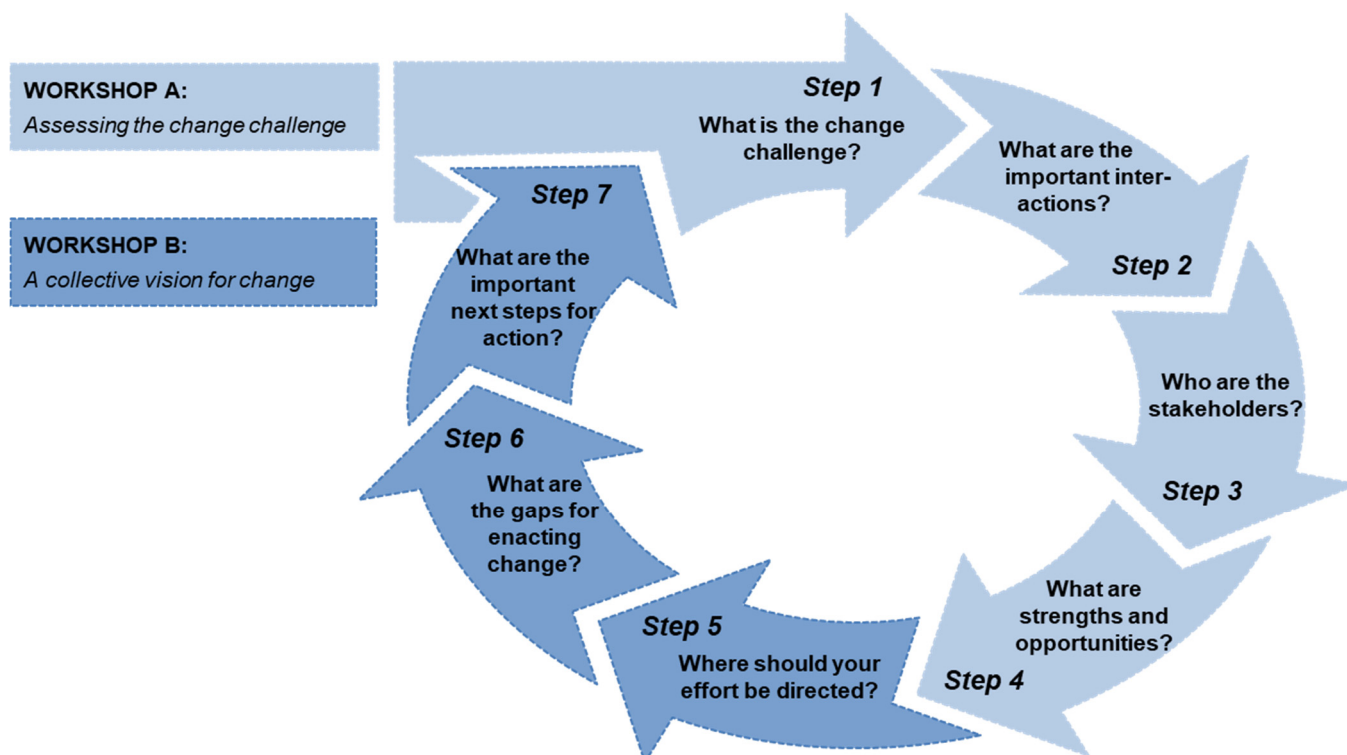 WORKSHOP A:
Assessing the change challenge
WORKSHOP B:
A collective vision for change
Step 1
What is the change
challenge?
What are the
important inter-
actions?
Step 2
Who are the
stakeholders?
Step 3
What are
strengths and
opportunities?
Step 4
Step 5
Where should your
effort be directed?
Step 6
What are
the gaps for
enacting
change?
Step 7
What are the
important
next steps for
action?